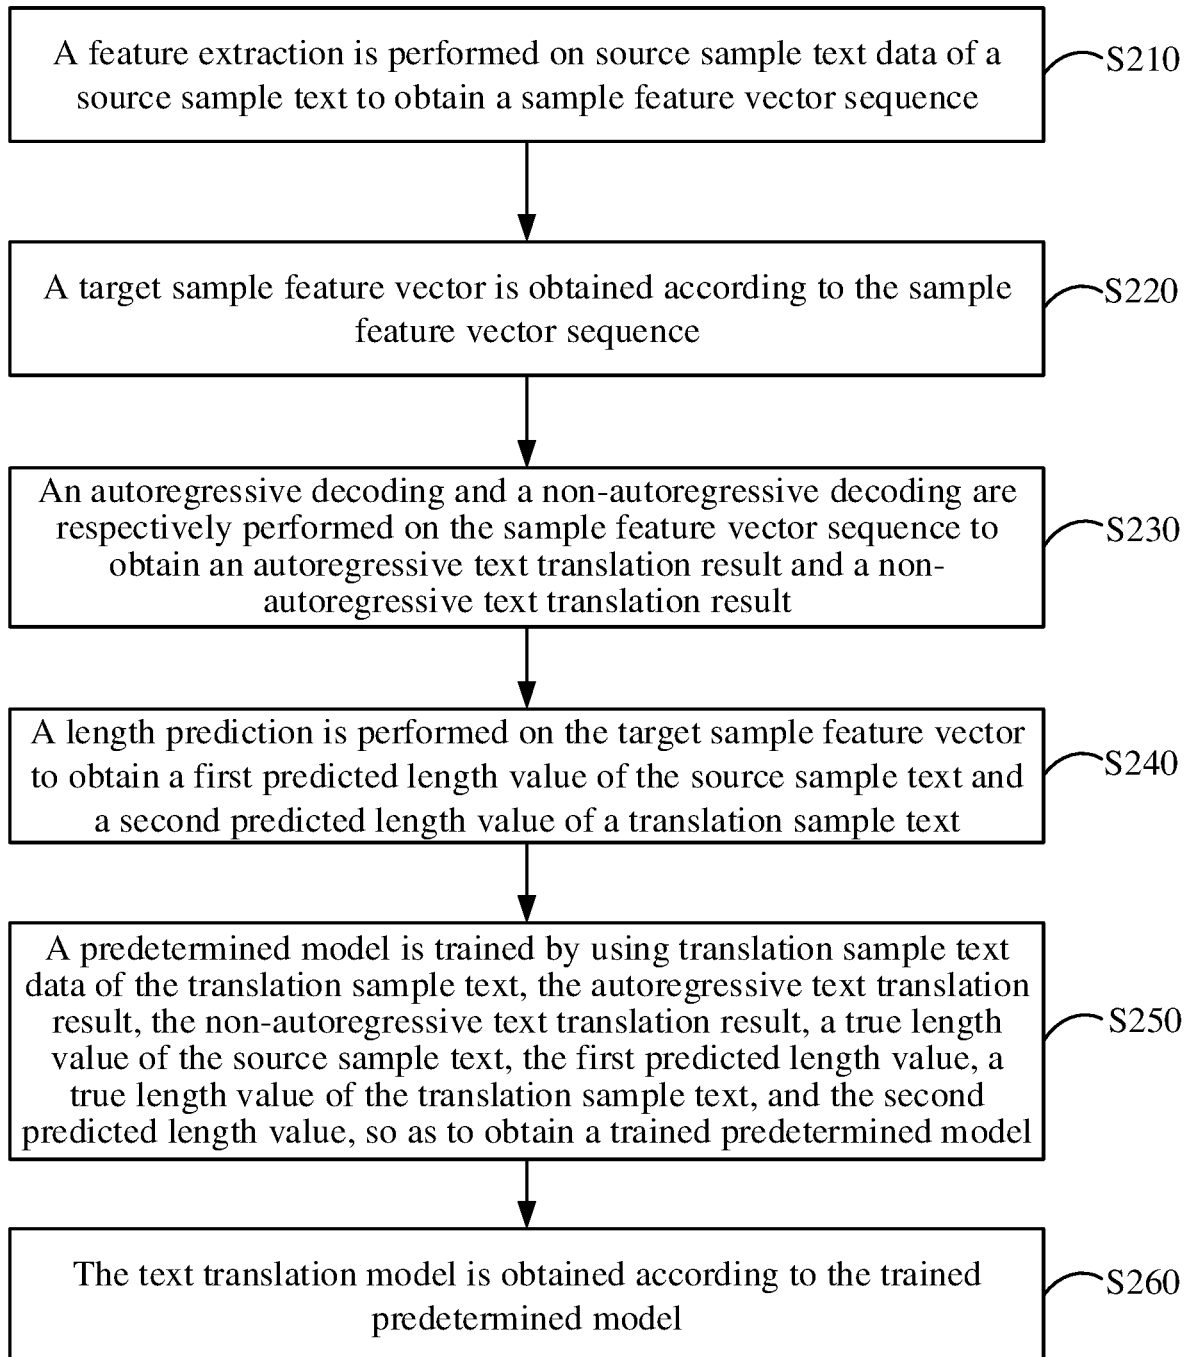 A feature extraction is performed on source sample text data of a
source sample text to obtain a sample feature vector sequence
S210
A target sample feature vector is obtained according to the sample
feature vector sequence
S220
An autoregressive decoding and a non-autoregressive decoding are
respectively performed on the sample feature vector sequence to
obtain an autoregressive text translation result and a non-
autoregressive text translation result
S230
A length prediction is performed on the target sample feature vector
to obtain a first predicted length value of the source sample text and
a second predicted length value of a translation sample text
S240
A predetermined model is trained by using translation sample text
data of the translation sample text, the autoregressive text translation
result, the non-autoregressive text translation result, a true length
value of the source sample text, the first predicted length value, a
true length value of the translation sample text, and the second
predicted length value, so as to obtain a trained predetermined model
S250
The text translation model is obtained according to the trained
predetermined model
S260